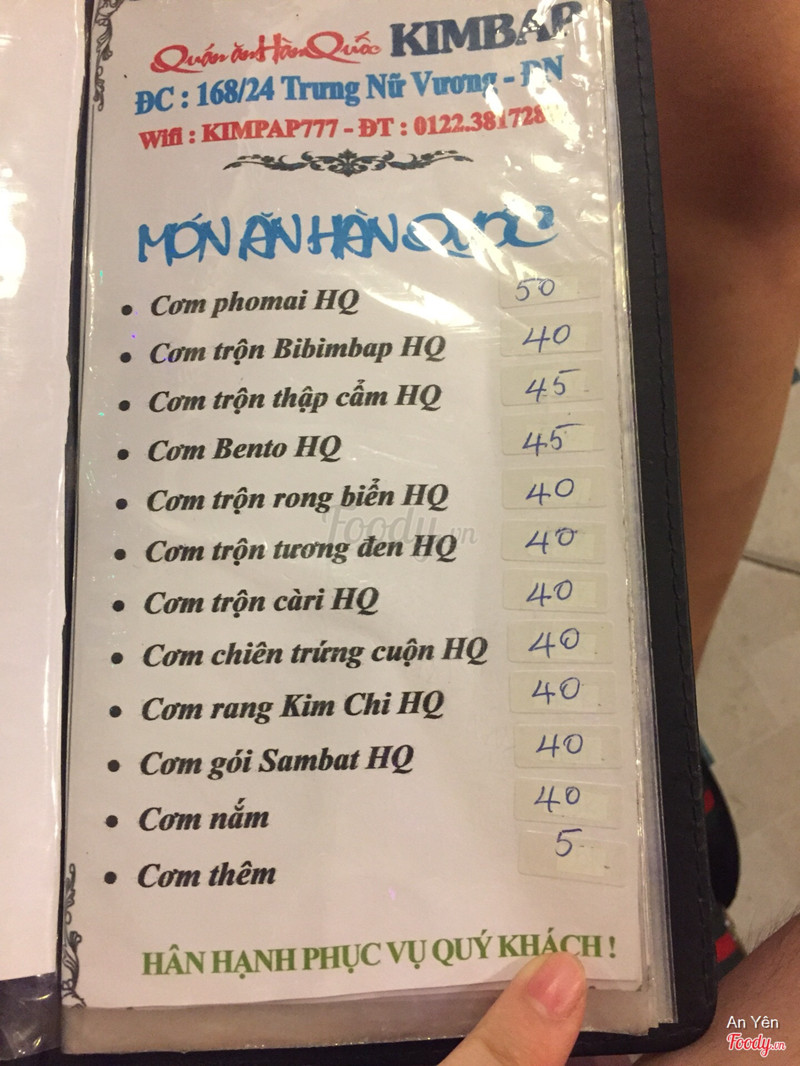 Quán ăn Hàn Quốc KIMBAP
ĐC : 168/24 Trưng Nữ Vương - ĐN
Wifi : KIMPAP777 - ĐT :
MÓN ĂN HÀN QUỐC
• Cơm phomai HQ 50
• Cơm trộn Bibimbap HQ 40
• Cơm trộn thập cẩm HQ 45
• Cơm Bento HQ 45
• Cơm trộn rong biển HQ 40
• Cơm trộn tương đen HQ 40
• Cơm trộn càri HQ 40
• Cơm chiên trứng cuộn HQ 40
• Cơm rang Kim Chi HQ 40
• Cơm gói Sambat HQ 40
• Cơm nắm 40
• Cơm thêm 5
HÂN HẠNH PHỤC VỤ QUÝ KHÁCH !
Foody.vn
An Yên
Foody.vn